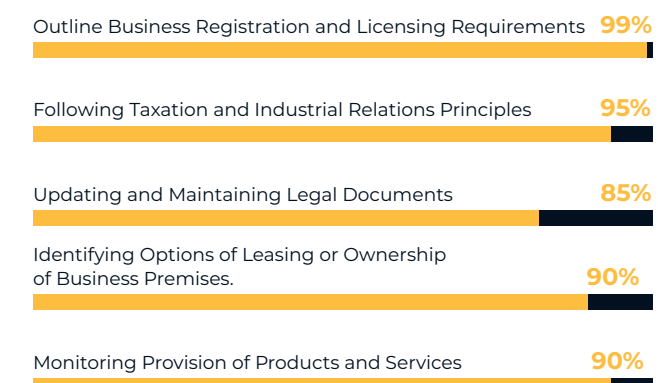 Outline Business Registration and Licensing Requirements 99%
Following Taxation and Industrial Relations Principles 95%
Updating and Maintaining Legal Documents 85%
Identifying Options of Leasing or Ownership
of Business Premises. 90%
Monitoring Provision of Products and Services 90%